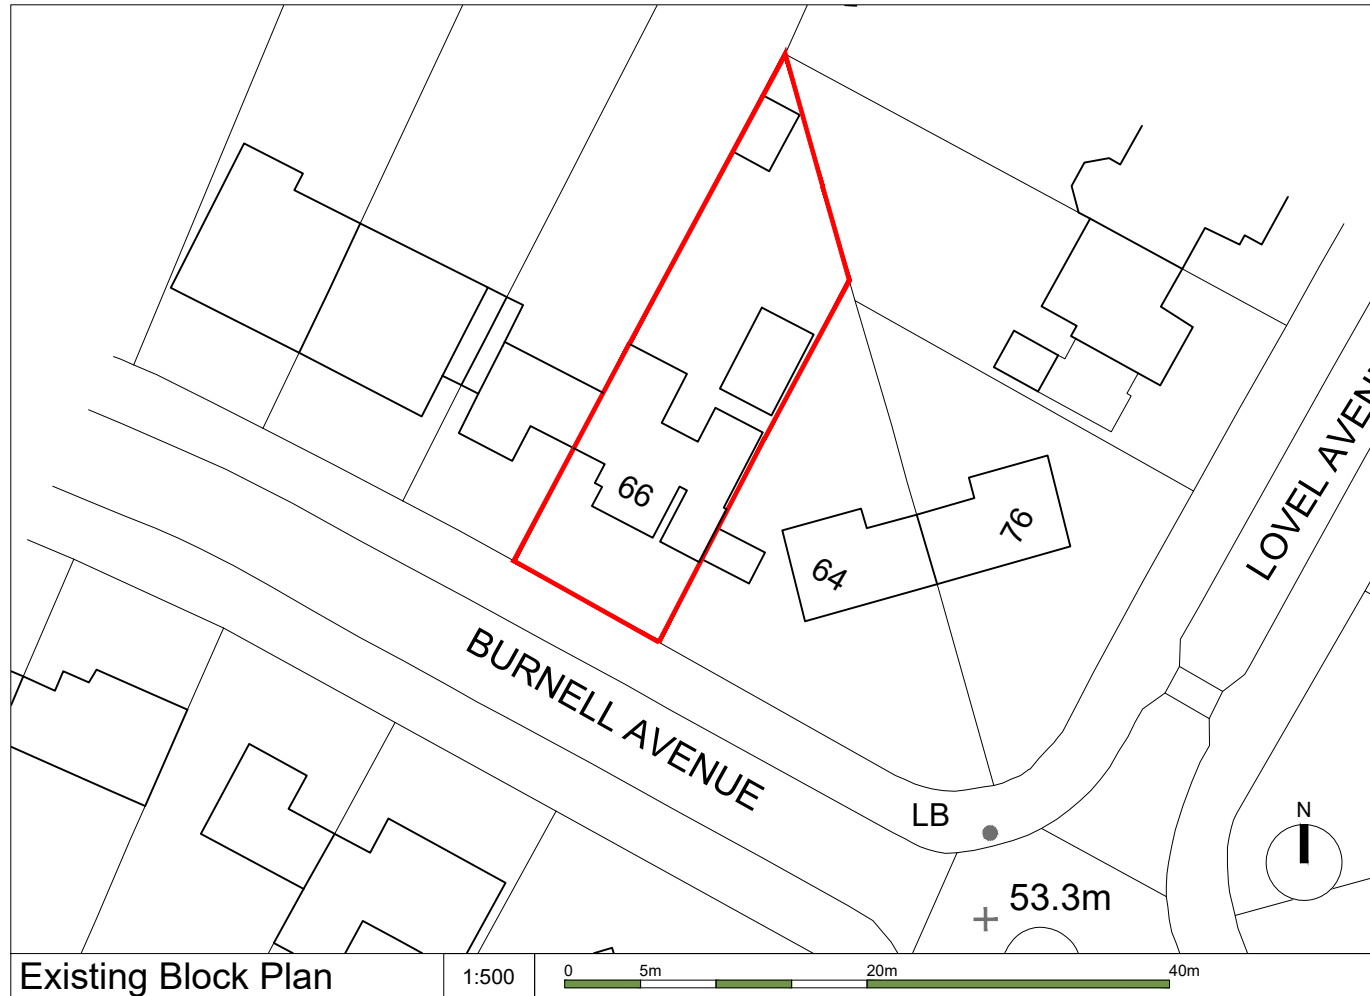 66
64
76
LOVEL AVEN
BURNELL AVENUE
LB
N
53.3m
Existing Block Plan
1:500
0 5m 20m 40m